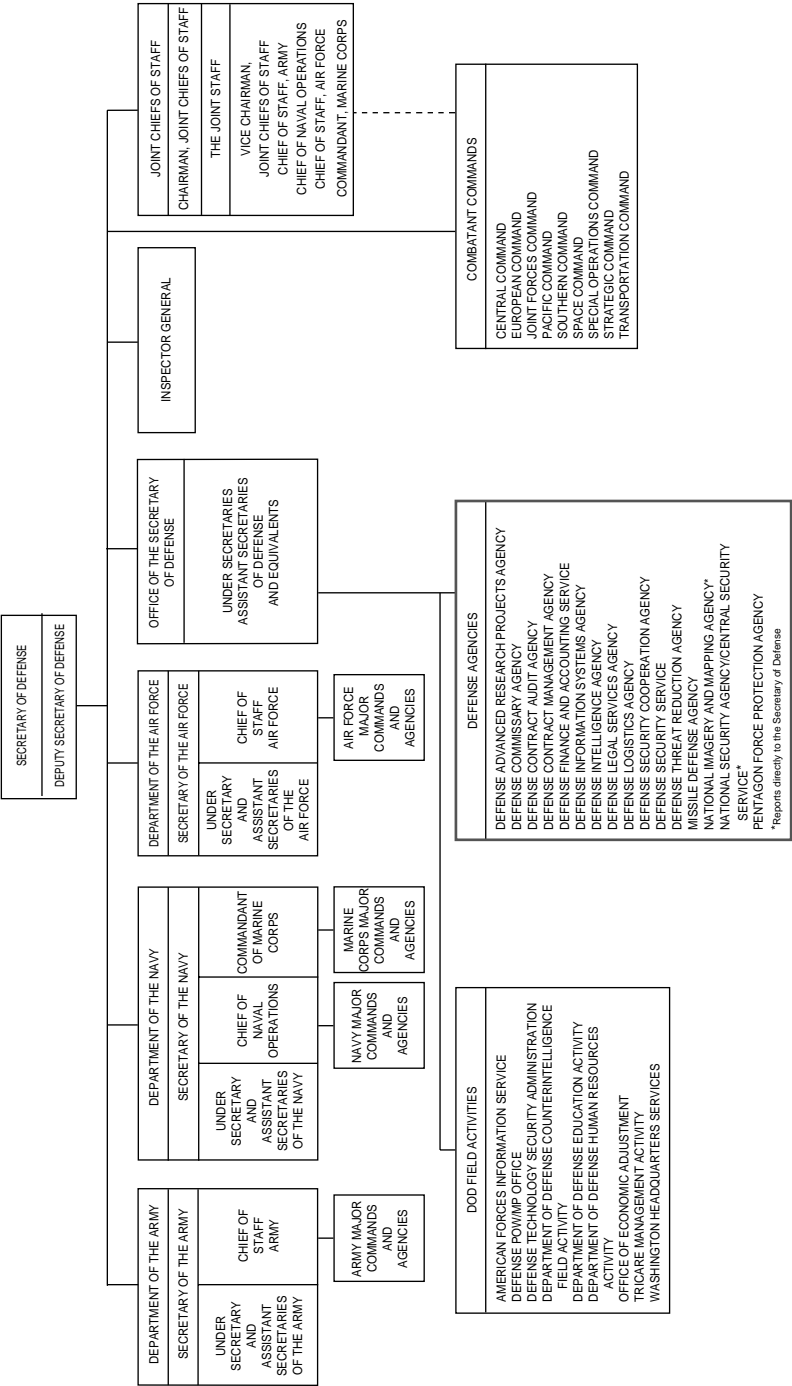 SECRETARY OF DEFENSE
DEPUTY SECRETARY OF DEFENSE
DEPARTMENT OF THE ARMY
SECRETARY OF THE ARMY
UNDER
SECRETARY
AND
ASSISTANT
SECRETARIES
OF THE ARMY
CHIEF OF
STAFF
ARMY
ARMY MAJOR
COMMANDS
AND
AGENCIES
DEPARTMENT OF THE NAVY
SECRETARY OF THE NAVY
UNDER
SECRETARY
AND
ASSISTANT
SECRETARIES
OF THE NAVY
CHIEF OF
NAVAL
OPERATIONS
COMMANDANT
OF MARINE
CORPS
NAVY MAJOR
COMMANDS
AND
AGENCIES
MARINE
CORPS MAJOR
COMMANDS
AND
AGENCIES
DEPARTMENT OF THE AIR FORCE
SECRETARY OF THE AIR FORCE
UNDER
SECRETARY
AND
ASSISTANT
SECRETARIES
OF THE
AIR FORCE
CHIEF OF
STAFF
AIR FORCE
AIR FORCE
MAJOR
COMMANDS
AND
AGENCIES
OFFICE OF THE SECRETARY
OF DEFENSE
UNDER SECRETARIES
ASSISTANT SECRETARIES
OF DEFENSE
AND EQUIVALENTS
INSPECTOR GENERAL
JOINT CHIEFS OF STAFF
CHAIRMAN, JOINT CHIEFS OF STAFF
THE JOINT STAFF
VICE CHAIRMAN,
JOINT CHIEFS OF STAFF
CHIEF OF STAFF, ARMY
CHIEF OF NAVAL OPERATIONS
CHIEF OF STAFF, AIR FORCE
COMMANDANT, MARINE CORPS
DOD FIELD ACTIVITIES
AMERICAN FORCES INFORMATION SERVICE
DEFENSE POW/MP OFFICE
DEFENSE TECHNOLOGY SECURITY ADMINISTRATION
DEPARTMENT OF DEFENSE COUNTERINTELLIGENCE
FIELD ACTIVITY
DEPARTMENT OF DEFENSE EDUCATION ACTIVITY
DEPARTMENT OF DEFENSE HUMAN RESOURCES
ACTIVITY
OFFICE OF ECONOMIC ADJUSTMENT
TRICARE MANAGEMENT ACTIVITY
WASHINGTON HEADQUARTERS SERVICES
DEFENSE AGENCIES
DEFENSE ADVANCED RESEARCH PROJECTS AGENCY
DEFENSE COMMISSARY AGENCY
DEFENSE CONTRACT AUDIT AGENCY
DEFENSE CONTRACT MANAGEMENT AGENCY
DEFENSE FINANCE AND ACCOUNTING SERVICE
DEFENSE INFORMATION SYSTEMS AGENCY
DEFENSE INTELLIGENCE AGENCY
DEFENSE LEGAL SERVICES AGENCY
DEFENSE LOGISTICS AGENCY
DEFENSE SECURITY COOPERATION AGENCY
DEFENSE SECURITY SERVICE
DEFENSE THREAT REDUCTION AGENCY
MISSILE DEFENSE AGENCY
NATIONAL IMAGERY AND MAPPING AGENCY*
NATIONAL SECURITY AGENCY/CENTRAL SECURITY
SERVICE*
PENTAGON FORCE PROTECTION AGENCY
*Reports directly to the Secretary of Defense
COMBATANT COMMANDS
CENTRAL COMMAND
EUROPEAN COMMAND
JOINT FORCES COMMAND
PACIFIC COMMAND
SOUTHERN COMMAND
SPACE COMMAND
SPECIAL OPERATIONS COMMAND
STRATEGIC COMMAND
TRANSPORTATION COMMAND